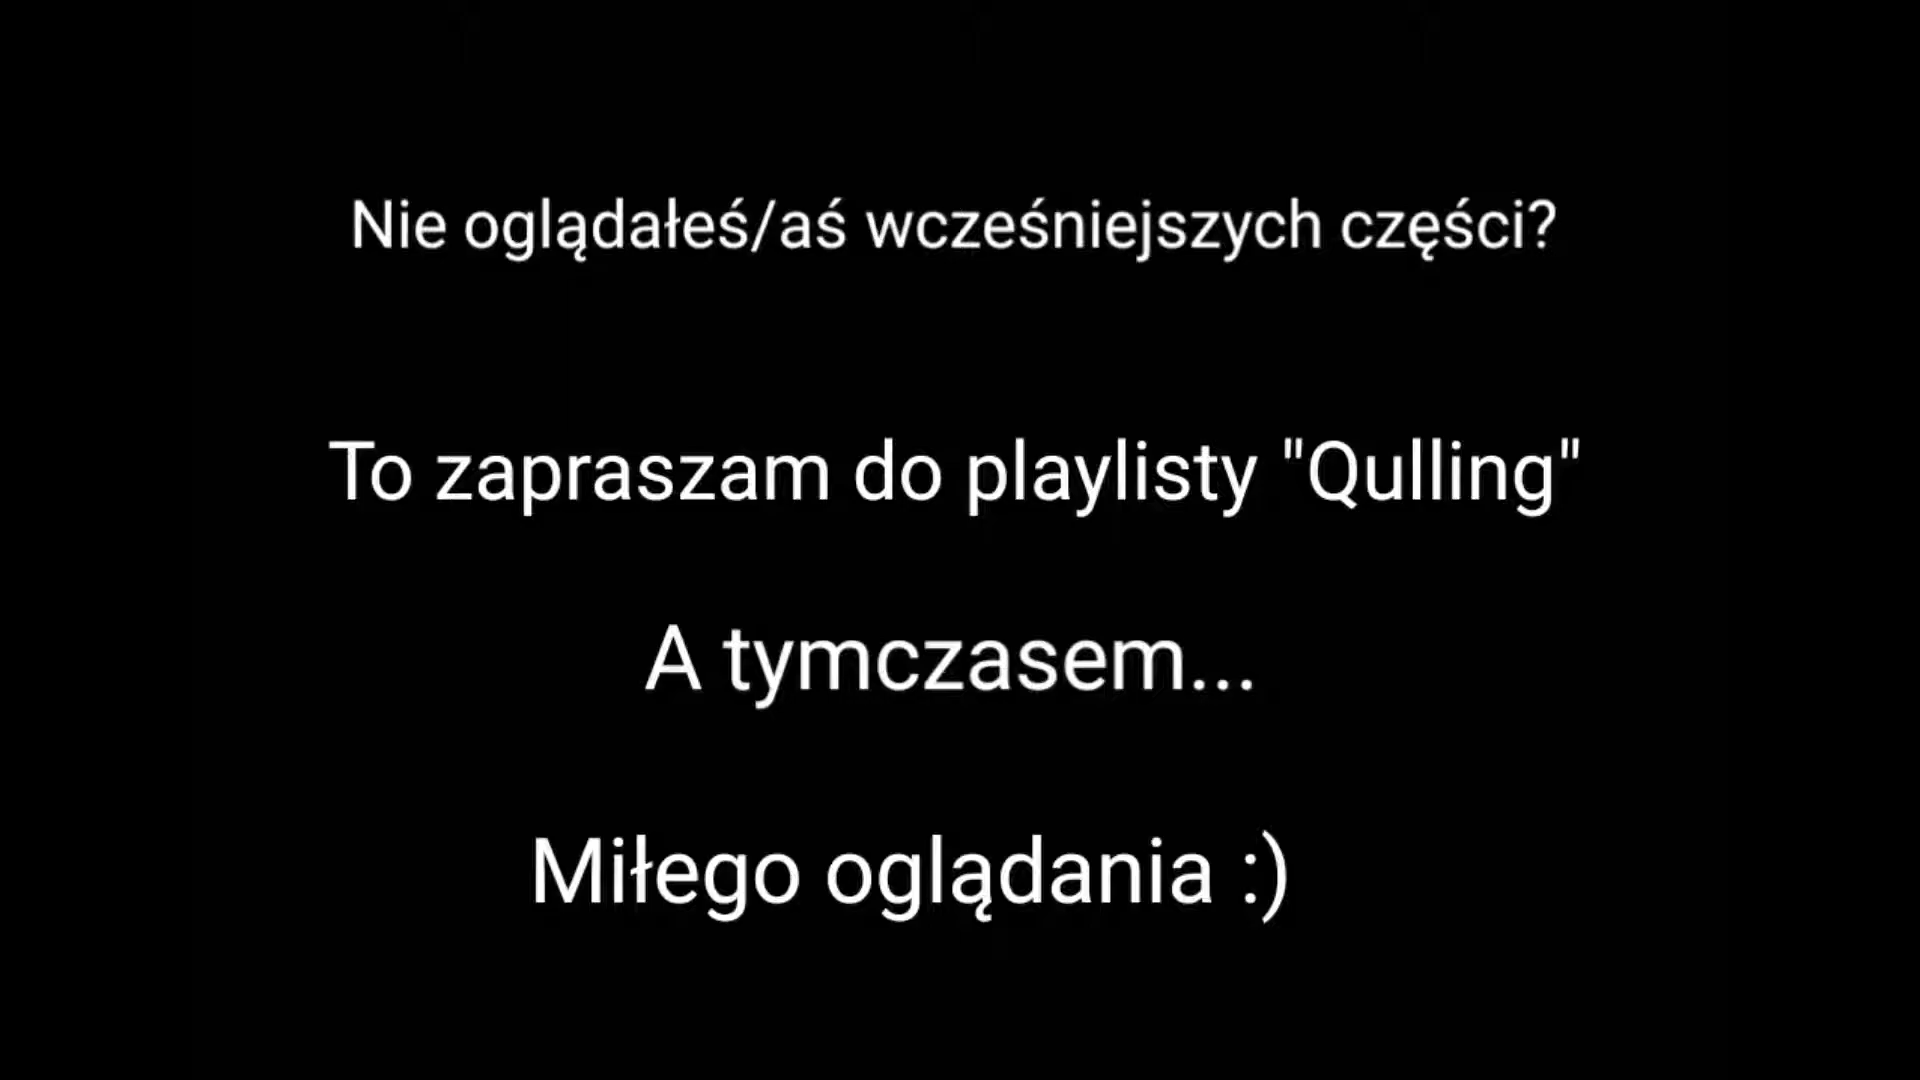 Nie oglądałeś/aś wcześniejszych części?
To zapraszam do playlisty "Qulling"
A tymczasem...
Miłego oglądania :)